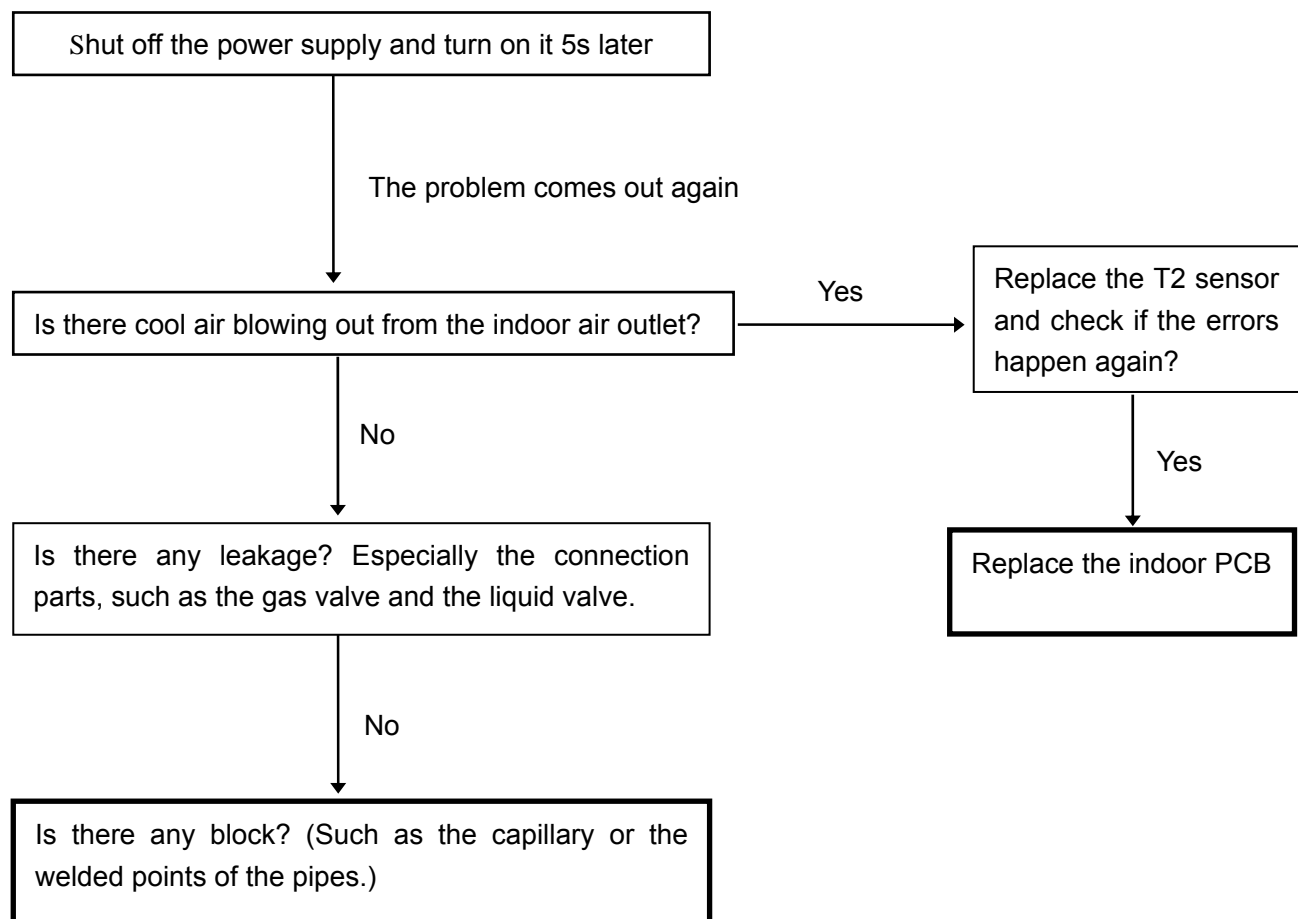 Shut off the power supply and turn on it 5s later
The problem comes out again
Is there cool air blowing out from the indoor air outlet?
Yes
Replace the T2 sensor
and check if the errors
happen again?
No
Yes
Is there any leakage? Especially the connection
parts, such as the gas valve and the liquid valve.
Replace the indoor PCB
No
Is there any block? (Such as the capillary or the
welded points of the pipes.)